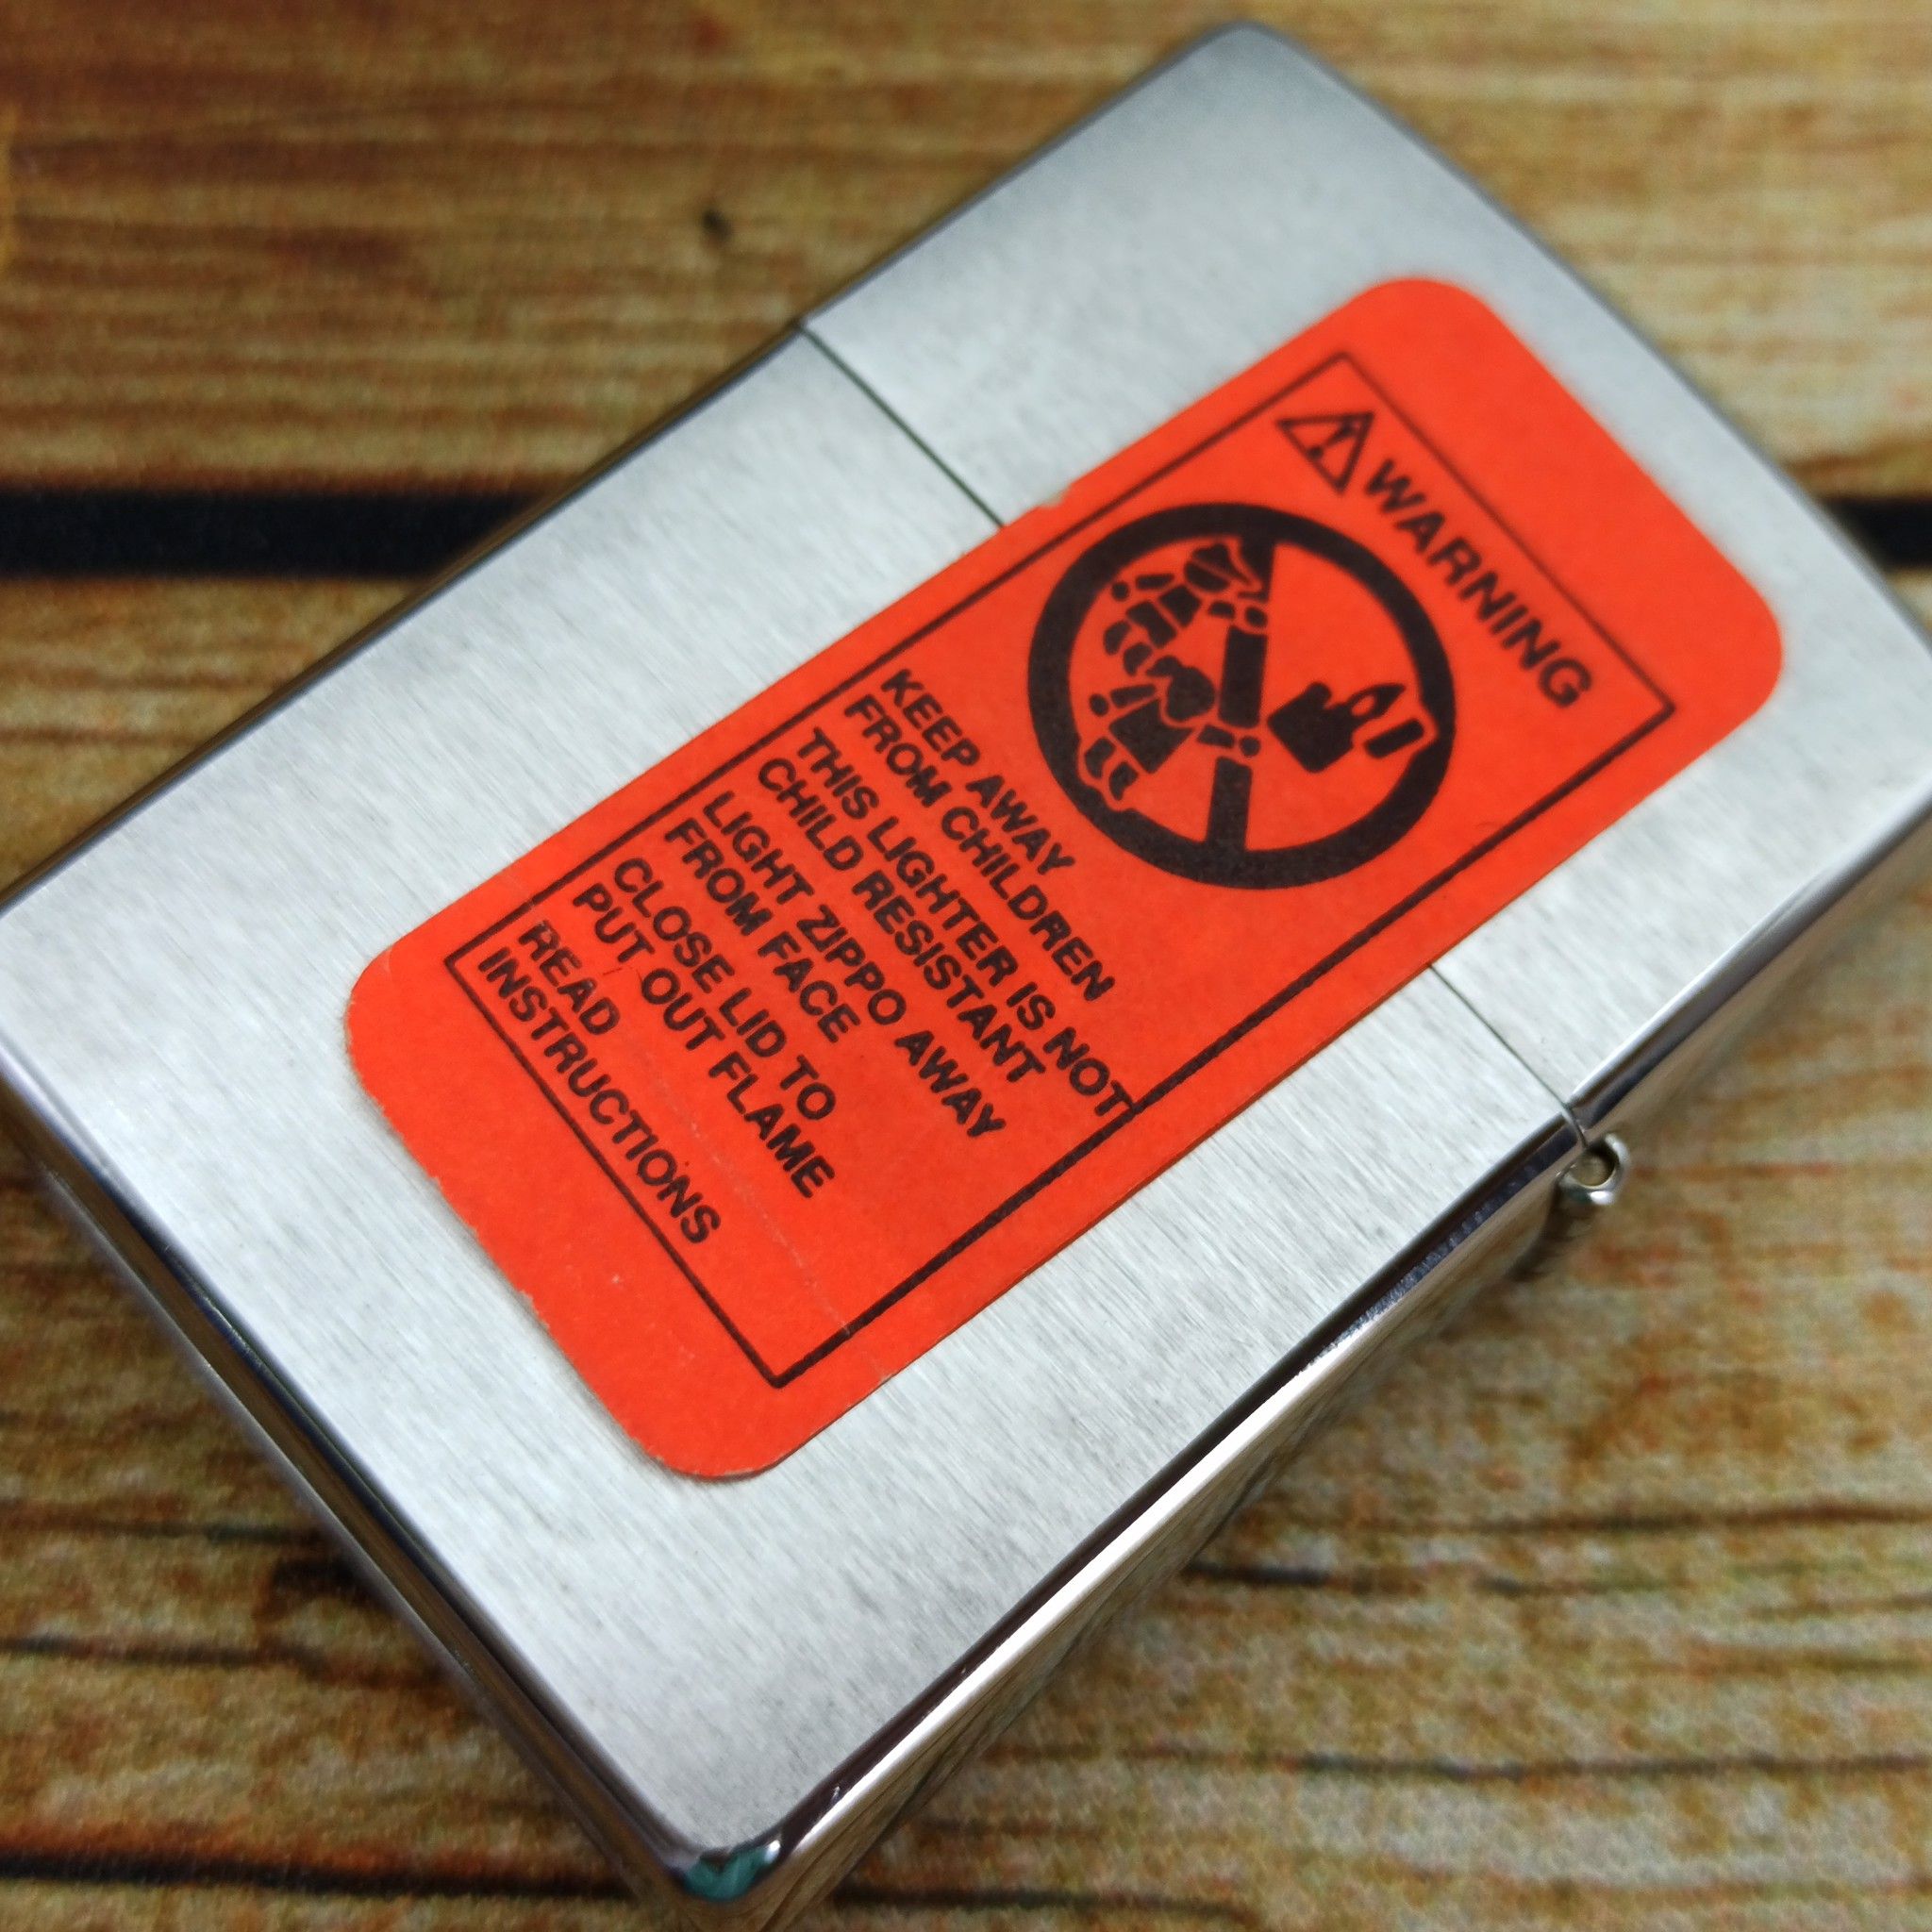 WARNING
KEEP AWAY
FROM CHILDREN
THIS LIGHTER IS NOT
CHILD RESISTANT
LIGHT ZIPPO AWAY
FROM FACE
CLOSE LID TO
PUT OUT FLAME
READ
INSTRUCTIONS